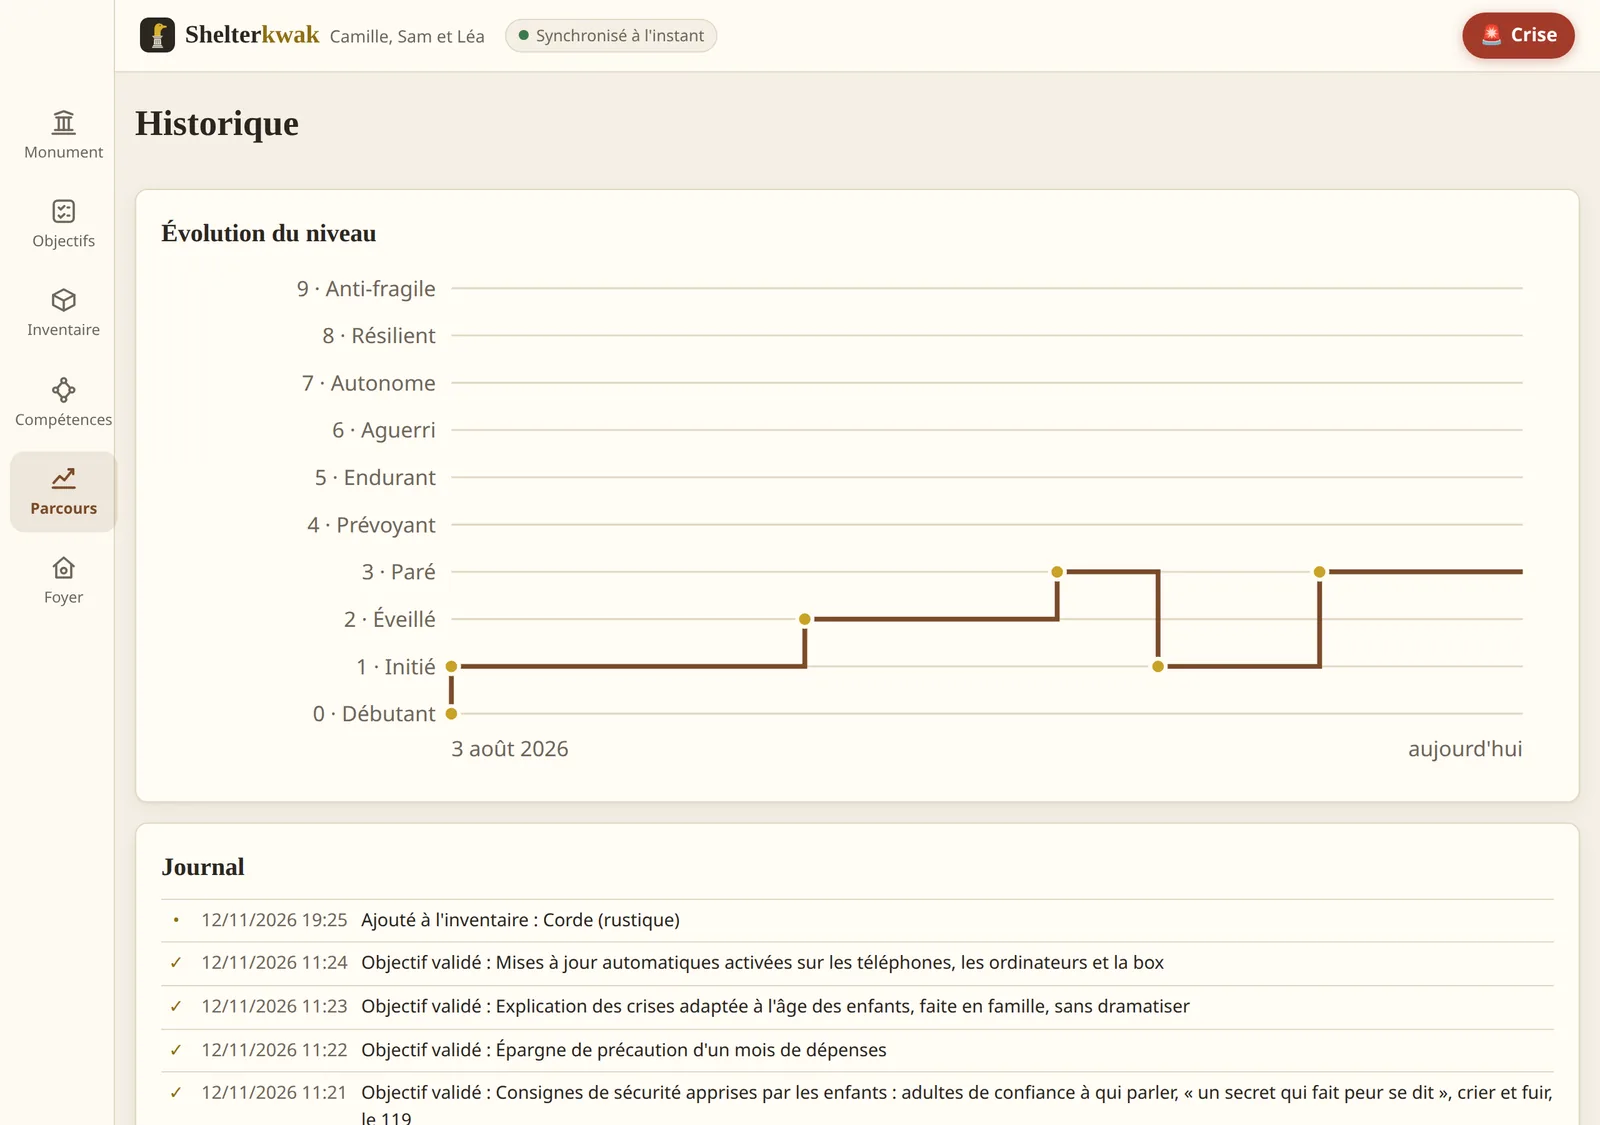 Shelterkwak Camille, Sam et Léa Synchronisé à l'instant
Crise
Monument
Objectifs
Inventaire
Compétences
Parcours
Foyer
Historique
Évolution du niveau
9 · Anti-fragile
8 · Résilient
7 · Autonome
6 · Aguerri
5 · Endurant
4 · Prévoyant
3 · Paré
2 · Éveillé
1 · Initié
0 · Débutant
3 août 2026
aujourd'hui
Journal
• 12/11/2026 19:25 Ajouté à l'inventaire : Corde (rustique)
✓ 12/11/2026 11:24 Objectif validé : Mises à jour automatiques activées sur les téléphones, les ordinateurs et la box
✓ 12/11/2026 11:23 Objectif validé : Explication des crises adaptée à l'âge des enfants, faite en famille, sans dramatiser
✓ 12/11/2026 11:22 Objectif validé : Épargne de précaution d'un mois de dépenses
✓ 12/11/2026 11:21 Objectif validé : Consignes de sécurité apprises par les enfants : adultes de confiance à qui parler, « un secret qui fait peur se dit », crier et fuir,
le 119